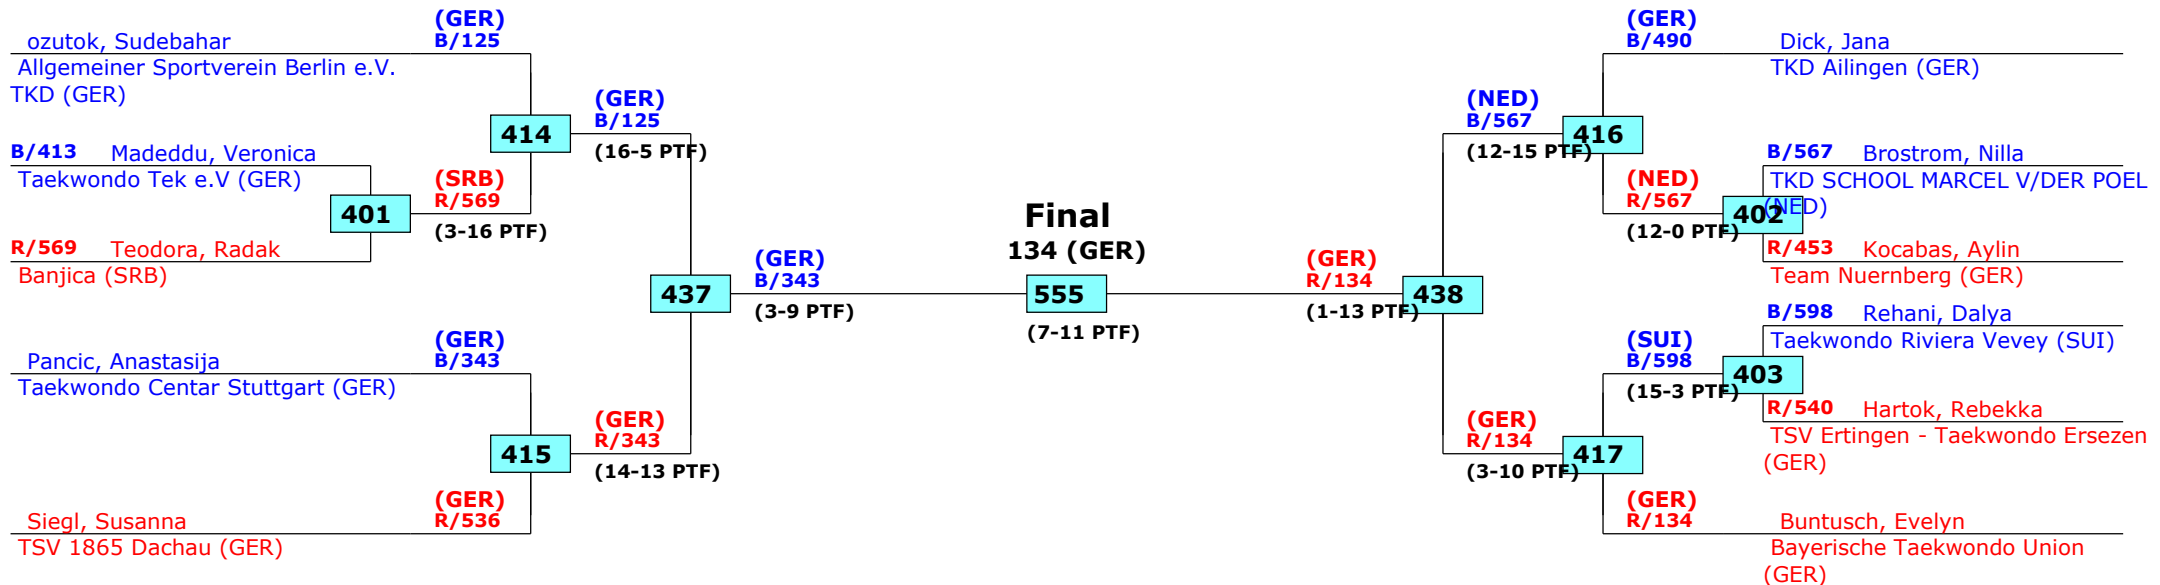 (GER)
B/125
ozutok, Sudebahar
Allgemeiner Sportverein Berlin e.V.
TKD (GER)
414
(GER)
B/125
(16-5 PTF)
B/413 Madeddu, Veronica
Taekwondo Tek e.V (GER)
401
(SRB)
R/569
(3-16 PTF)
R/569 Teodora, Radak
Banjica (SRB)
437
(GER)
B/343
(3-9 PTF)
(GER)
B/343
Pancic, Anastasija
Taekwondo Centar Stuttgart (GER)
415
(GER)
R/343
(14-13 PTF)
(GER)
R/536
Siegl, Susanna
TSV 1865 Dachau (GER)
Final
134 (GER)
555
(7-11 PTF)
(GER)
R/134
(1-13 PTF)
438
(NED)
B/567
(12-15 PTF)
416
(GER)
B/490
Dick, Jana
TKD Ailingen (GER)
B/567 Brostrom, Nilla
TKD SCHOOL MARCEL V/DER POEL
(NED)
(NED)
R/567
(12-0 PTF)
402
R/453 Kocabas, Aylin
Team Nuernberg (GER)
B/598 Rehani, Dalya
Taekwondo Riviera Vevey (SUI)
(SUI)
B/598
(15-3 PTF)
403
R/540 Hartok, Rebekka
TSV Ertingen - Taekwondo Ersezen
(GER)
(GER)
R/134
(3-10 PTF)
417
(GER)
R/134
Buntusch, Evelyn
Bayerische Taekwondo Union
(GER)